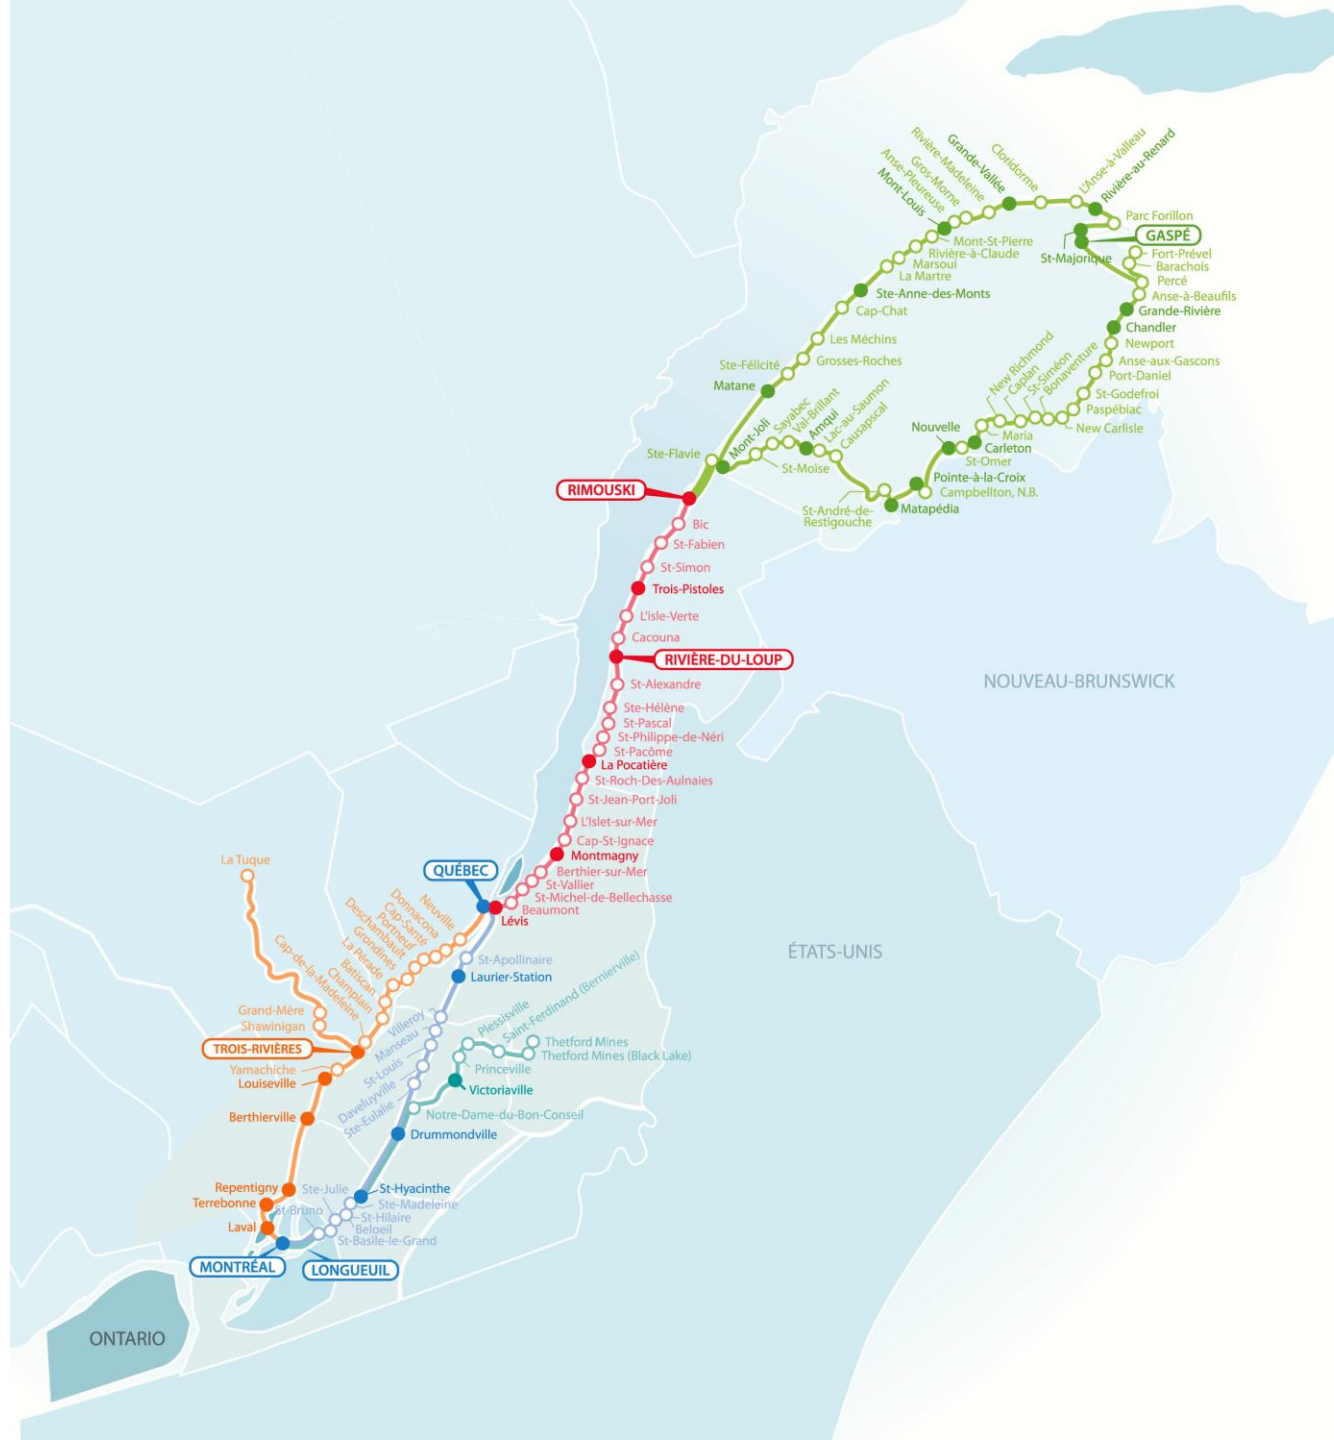 Cloridorme
L'Anse-à-Valleau
Rivière-au-Renard
Grande-Vallée
Rivière-Madeleine
Gros-Morne
Anse-Pleureuse
Mont-Louis
Parc Forillon
GASPÉ
St-Majorique
Fort-Prével
Barachois
Percé
Anse-à-Beaufils
Grande-Rivière
Chandler
Newport
Anse-aux-Gascons
Port-Daniel
St-Godefroi
Paspébiac
New Carlisle
Mont-St-Pierre
Rivière-à-Claude
Marsoui
La Martre
Ste-Anne-des-Monts
Cap-Chat
Les Méchins
Grosses-Roches
Ste-Félicité
Matane
New Richmond
Caplan
St-Siméon
Bonaventure
Maria
Carleton
St-Omer
Nouvelle
Pointe-à-la-Croix
Campbellton, N.B.
Matapédia
St-André-de-
Restigouche
Mont-Joli
Sayabec
Val-Brillant
Amqui
Lac-au-Saumon
Causapscal
St-Moïse
Ste-Flavie
RIMOUSKI
Bic
St-Fabien
St-Simon
Trois-Pistoles
L'isle-Verte
Cacouna
RIVIÈRE-DU-LOUP
St-Alexandre
Ste-Hélène
St-Pascal
St-Philippe-de-Néri
St-Pacôme
La Pocatière
St-Roch-Des-Aulnaies
St-Jean-Port-Joli
L'Islet-sur-Mer
Cap-St-Ignace
Montmagny
Berthier-sur-Mer
St-Vallier
St-Michel-de-Bellechasse
Beaumont
Lévis
NOUVEAU-BRUNSWICK
ÉTATS-UNIS
QUÉBEC
La Tuque
Neuville
Donnacona
Cap-Santé
Portneuf
Deschambault
Grondines
La Pérade
Batiscan
Champlain
Cap-de-la-Madeleine
Grand-Mère
Shawinigan
TROIS-RIVIÈRES
Yamachiche
Louiseville
Berthierville
Repentigny
Terrebonne
Laval
MONTRÉAL
LONGUEUIL
St-Apollinaire
Laurier-Station
Villeroy
Manseau
St-Louis
Daveluyville
Ste-Eulalie
Plessisville
Saint-Ferdinand (Bernierville)
Thetford Mines
Thetford Mines (Black Lake)
Princeville
Victoriaville
Notre-Dame-du-Bon-Conseil
Drummondville
St-Hyacinthe
Ste-Madeleine
St-Hilaire
Beloeil
St-Basile-le-Grand
Ste-Julie
St-Bruno
ONTARIO